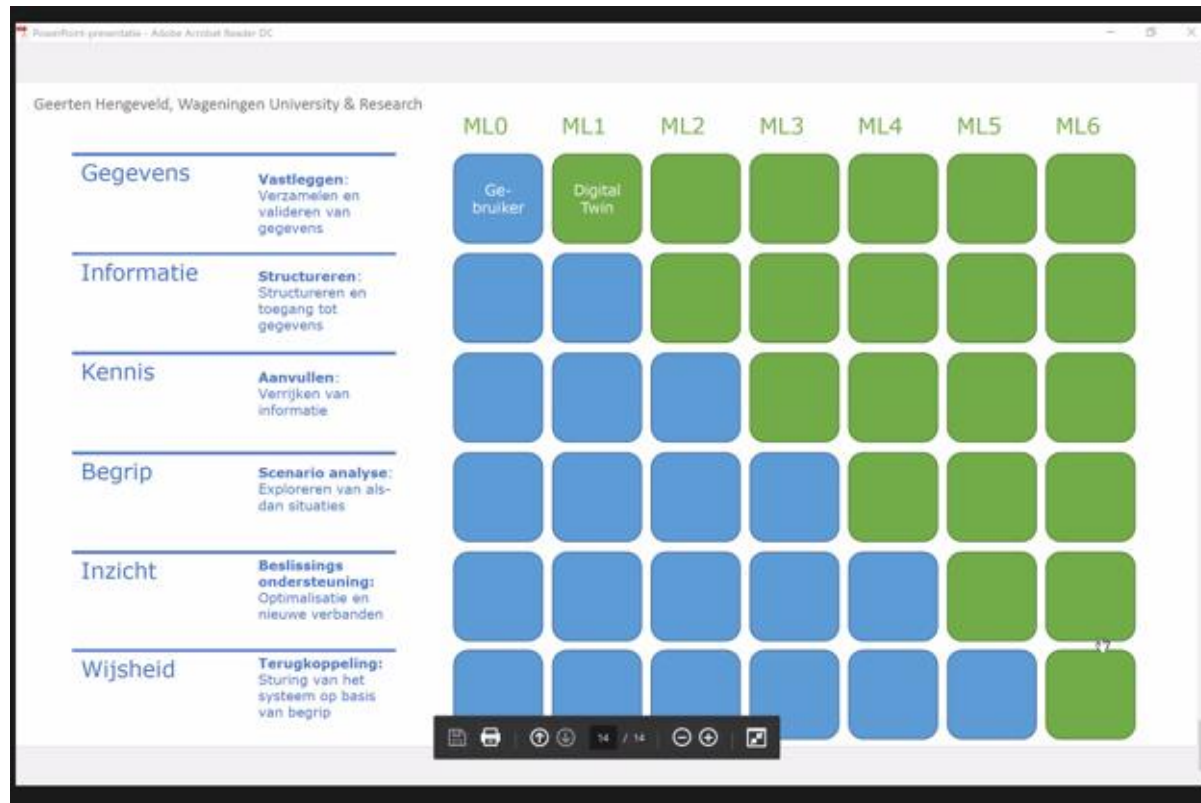 PowerPoint-presentatie - Adobe Acrobat Reader DC
Geerten Hengeveld, Wageningen University & Research
ML0 ML1 ML2 ML3 ML4 ML5 ML6
Gegevens
Vastleggen:
Verzamelen en
valideren van
gegevens
Ge-
bruiker
Digital
Twin
Informatie
Structureren:
Structureren en
toegang tot
gegevens
Kennis
Aanvullen:
Verrijken van
informatie
Begrip
Scenario analyse:
Exploreren van als-
dan situaties
Inzicht
Beslissings
ondersteuning:
Optimalisatie en
nieuwe verbanden
Wijsheid
Terugkoppeling:
Sturing van het
systeem op basis
van begrip
14 / 14